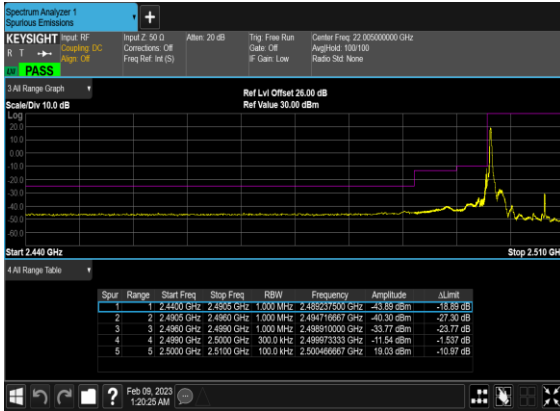 Spectrum Analyzer 1
Spurious Emissions
+
KEYSIGHT Input: RF Input Z: 50 Ω Atten: 20 dB Trig: Free Run Center Freq: 22.005000000 GHz
R T Coupling: DC Corrections: Off Gate: Off Avg|Hold: 100/100
Align: Off Freq Ref: Int (S) IF Gain: Low Radio Std: None
PASS
3 All Range Graph
Ref Lvl Offset 26.00 dB
Scale/Div 10.0 dB Ref Value 30.00 dBm
Log
20.0
10.0
0.00
-10.0
-20.0
-30.0
-40.0
-50.0
-60.0
Start 2.440 GHz Stop 2.510 GH
4 All Range Table
Spur Range Start Freq Stop Freq RBW Frequency Amplitude ΔLimit
1 1 2.4400 GHz 2.4905 GHz 1.000 MHz 2.489237500 GHz -43.89 dBm -18.89 dB
2 2 2.4905 GHz 2.4960 GHz 1.000 MHz 2.494716667 GHz -40.30 dBm -27.30 dB
3 3 2.4960 GHz 2.4990 GHz 1.000 MHz 2.498910000 GHz -33.77 dBm -23.77 dB
4 4 2.4990 GHz 2.5000 GHz 300.0 kHz 2.499973333 GHz -11.54 dBm -1.537 dB
5 5 2.5000 GHz 2.5100 GHz 100.0 kHz 2.500466667 GHz 19.03 dBm -10.97 dB
? Feb 09, 2023
1:20:25 AM